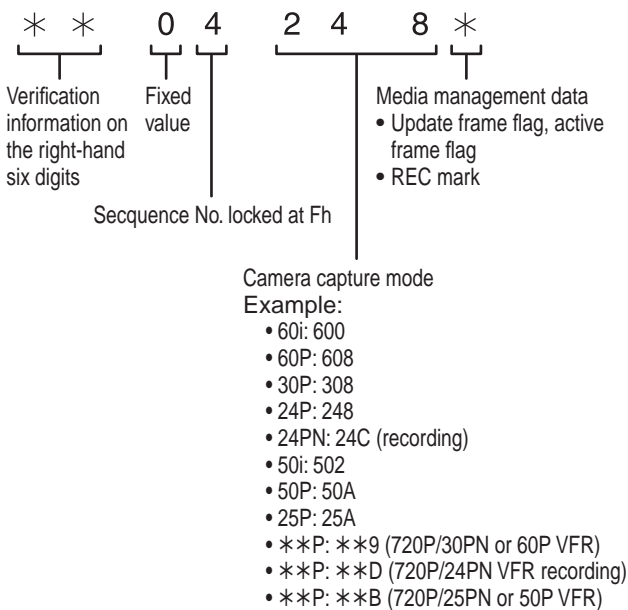 ＊ ＊ 0 4 2 4 8 ＊
Verification
information on
the right-hand
six digits
Fixed
value
Media management data
• Update frame flag, active
frame flag
• REC mark
Secquence No. locked at Fh
Camera capture mode
Example:
• 60i: 600
• 60P: 608
• 30P: 308
• 24P: 248
• 24PN: 24C (recording)
• 50i: 502
• 50P: 50A
• 25P: 25A
• ＊＊P: ＊＊9 (720P/30PN or 60P VFR)
• ＊＊P: ＊＊D (720P/24PN VFR recording)
• ＊＊P: ＊＊B (720P/25PN or 50P VFR)